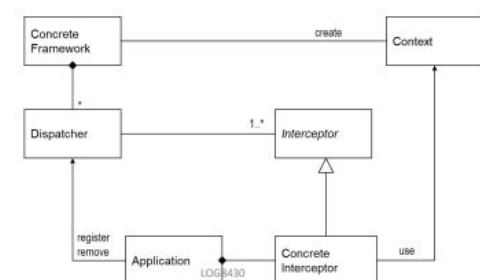 Concrete
Framework
create
Context
*
Dispatcher
1..*
Interceptor
register
remove
Application
Concrete
Interceptor
use
LOG8430